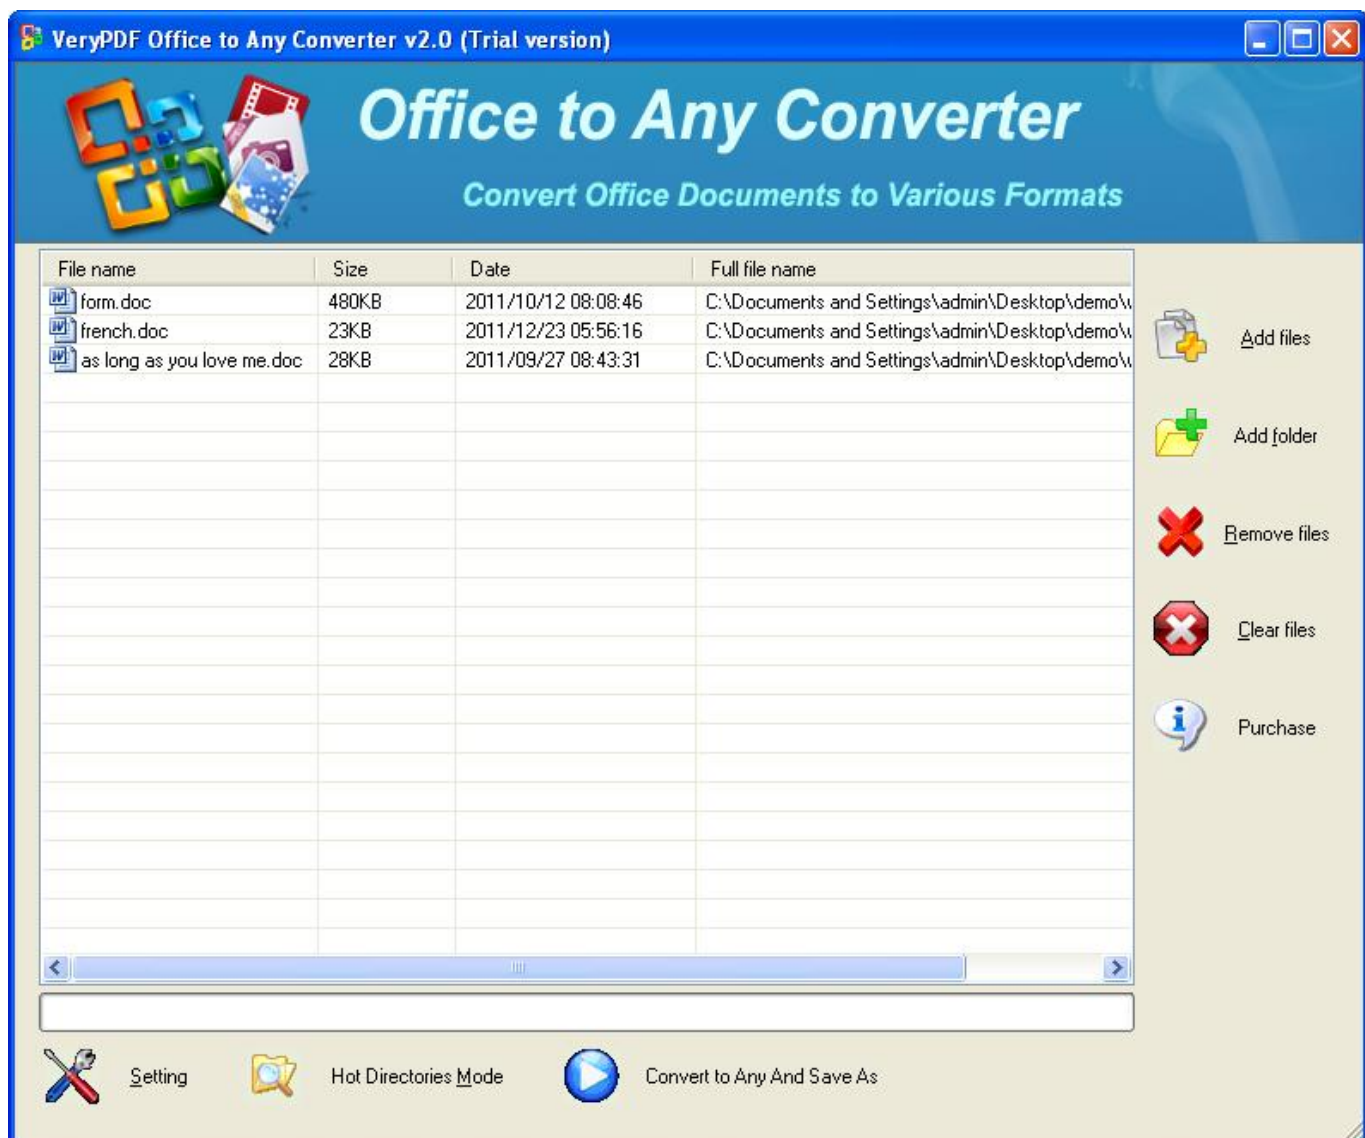 VeryPDF Office to Any Converter v2.0 (Trial version)
Office to Any Converter
Convert Office Documents to Various Formats
File name Size Date Full file name
form.doc 480KB 2011/10/12 08:08:46 C:\Documents and Settings\admin\Desktop\demo\
french.doc 23KB 2011/12/23 05:56:16 C:\Documents and Settings\admin\Desktop\demo\
as long as you love me.doc 28KB 2011/09/27 08:43:31 C:\Documents and Settings\admin\Desktop\demo\
Add files
Add folder
Remove files
Clear files
Purchase
Setting Hot Directories Mode Convert to Any And Save As